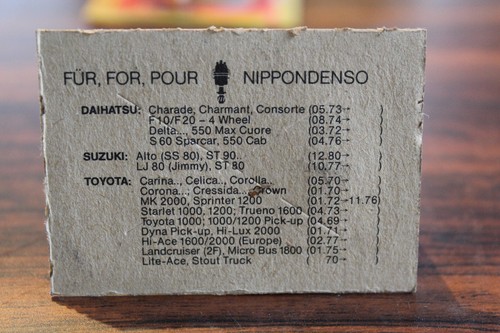 FÜR, FOR, POUR NIPPONDENSO
DAIHATSU: Charade, Charmant, Consorte (05.73→ )
F10/F20 – 4 Wheel (08.74→ )
Delta..., 550 Max Cuore (03.72→ )
S 60 Sparcar, 550 Cab (04.76→ )
SUZUKI: Alto (SS 80), ST 90.. (12.80→ )
LJ 80 (Jimmy), ST 80 (10.77→ )
TOYOTA: Carina.., Celica.., Corolla.. (05.70→ )
Corona...; Cressida... Crown (01.70→ )
MK 2000, Sprinter 1200 (01.72→11.76)
Starlet 1000, 1200; Trueno 1600 (04.73→ )
Toyota 1000; 1000/1200 Pick-up (04.69→ )
Dyna Pick-up, Hi-Lux 2000 (01.71→ )
Hi-Ace 1600/2000 (Europe) (02.77→ )
Landcruiser (2F), Micro Bus 1800 (01.75→ )
Lite-Ace, Stout Truck 70→ )